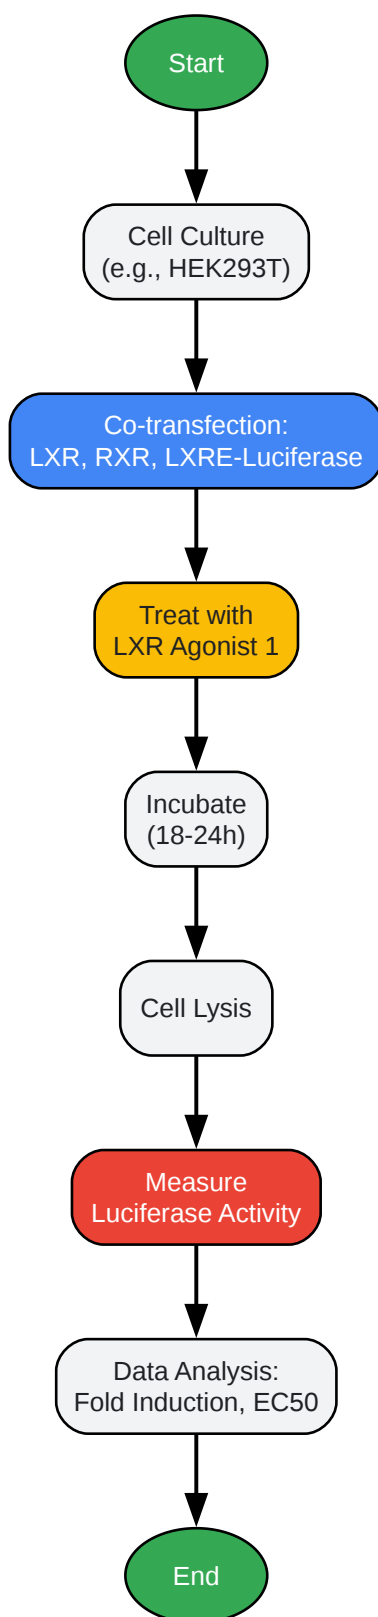 Start
Cell Culture
(e.g., HEK293T)
Co-transfection:
LXR, RXR, LXRE-Luciferase
Treat with
LXR Agonist 1
Incubate
(18-24h)
Cell Lysis
Measure
Luciferase Activity
Data Analysis:
Fold Induction, EC50
End